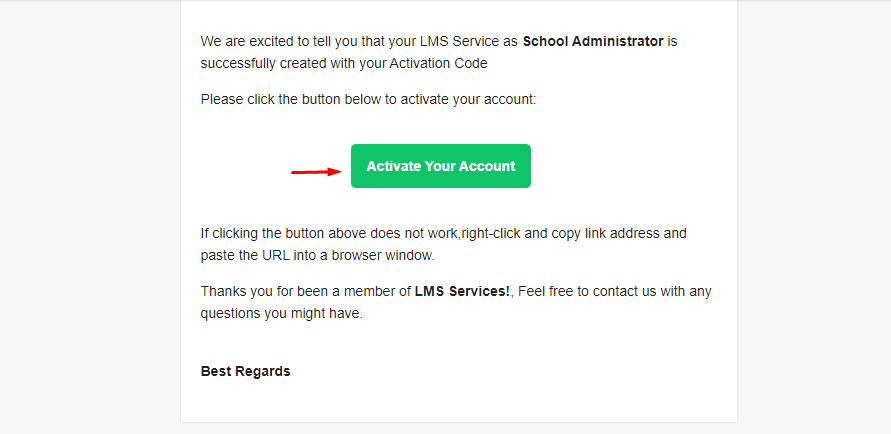 We are excited to tell you that your LMS Service as School Administrator is
successfully created with your Activation Code
Please click the button below to activate your account:
Activate Your Account
If clicking the button above does not work,right-click and copy link address and
paste the URL into a browser window.
Thanks you for been a member of LMS Services!, Feel free to contact us with any
questions you might have.
Best Regards